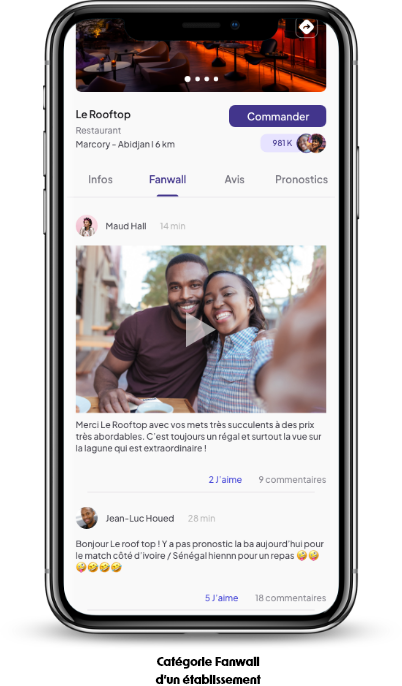 Le Rooftop
Commander
Restaurant
Marcory - Abidjan I 6 km
981 K
Infos Fanwall Avis Pronostics
Maud Hall 14 min
Merci Le Rooftop avec vos mets très succulents à des prix
très abordables. C'est toujours un régal et surtout la vue sur
la lagune qui est extraordinaire !
2 J'aime 9 commentaires
Jean-Luc Houed 28 min
Bonjour Le roof top ! Y a pas pronostic la ba aujourd'hui pour
le match côté d'ivoire / Sénégal hiennn pour un repas 🤪🤪
🤪🤣🤣🤣
5 J'aime 18 commentaires
Catégorie Fanwall
d'un établissement